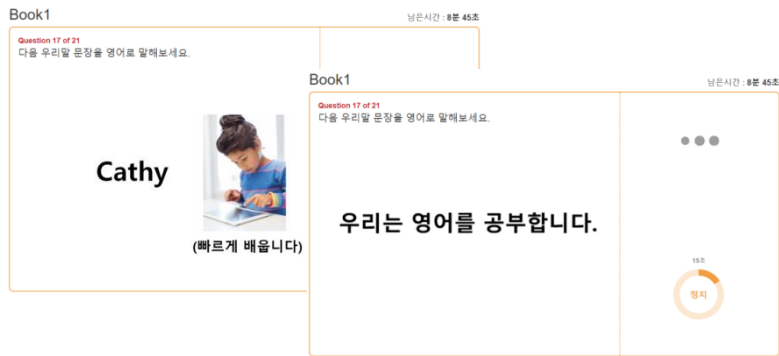 Book1
남은시간 : 8분 45초
Question 17 of 21
다음 우리말 문장을 영어로 말해보세요.
Cathy
(빠르게 배웁니다)
Book1
남은시간 : 8분 45초
Question 17 of 21
다음 우리말 문장을 영어로 말해보세요.
우리는 영어를 공부합니다.
15초
정지